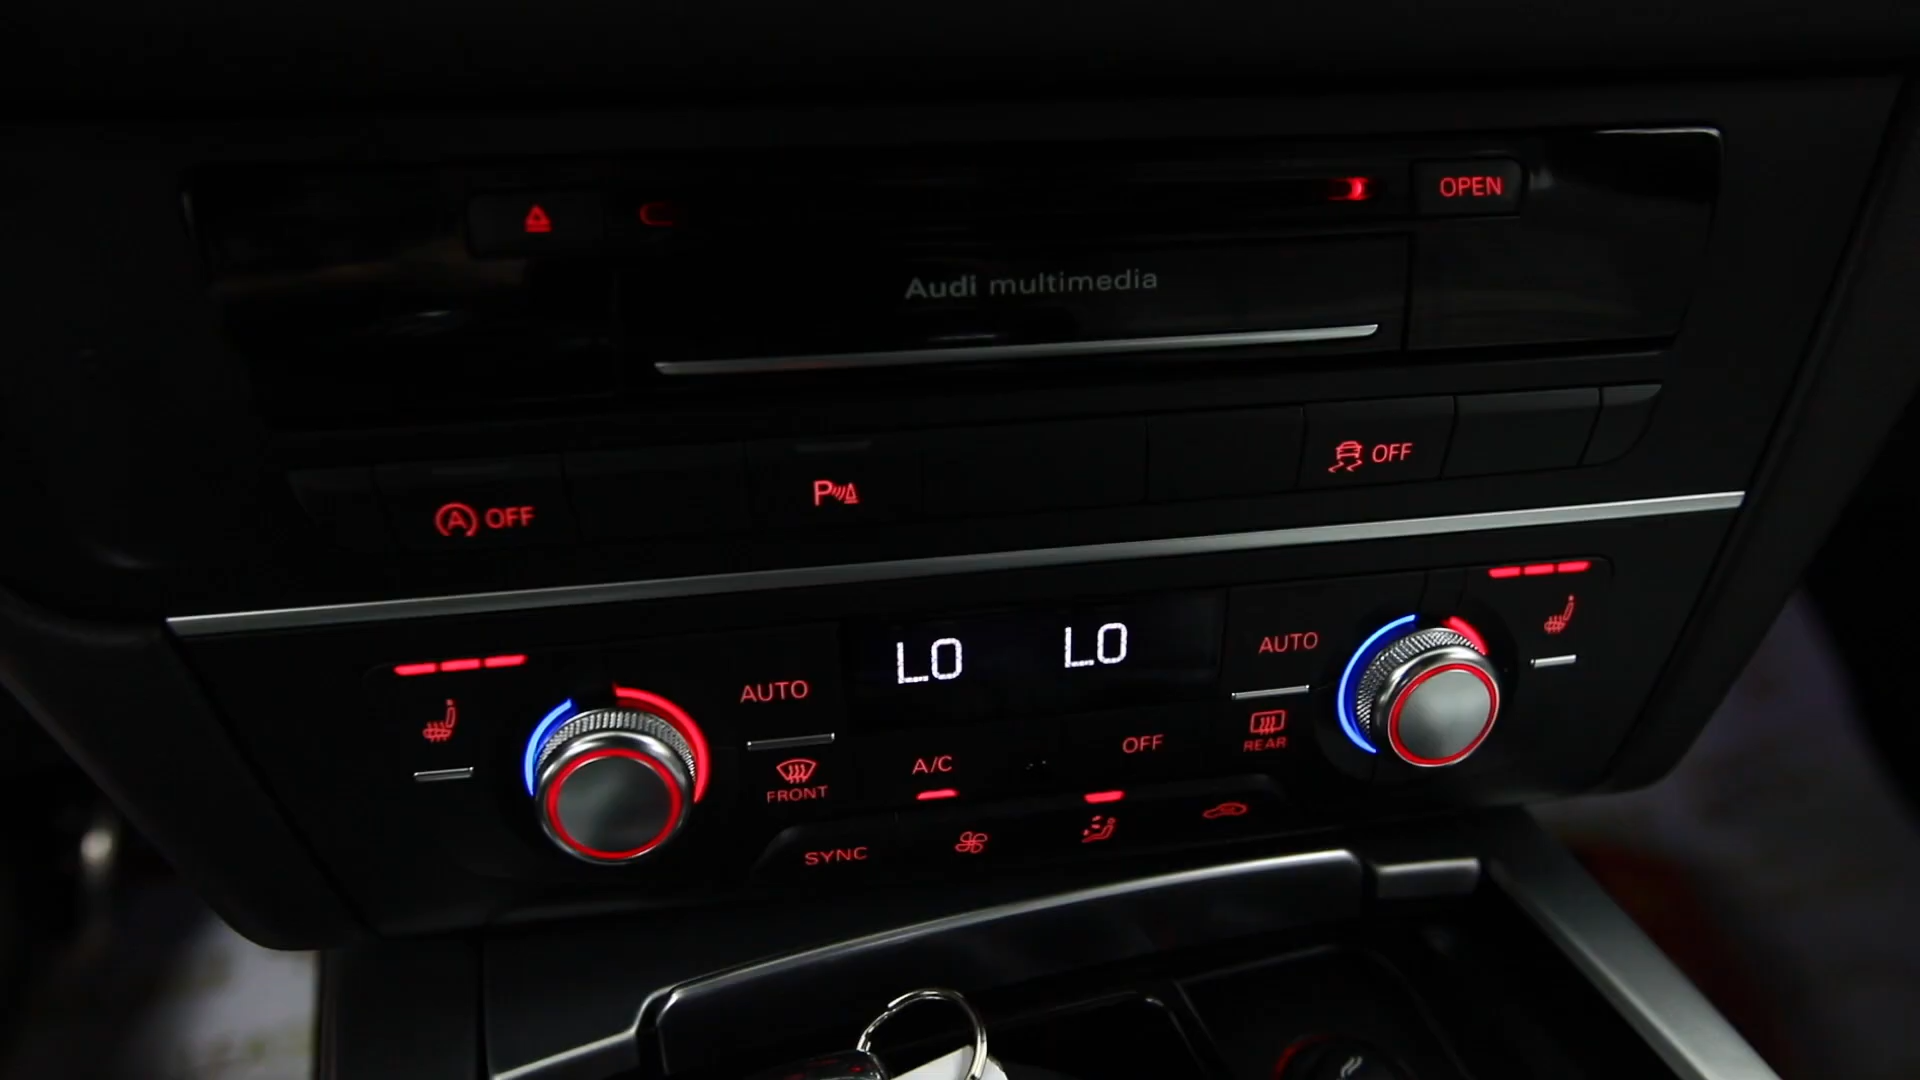 OPEN
Audi multimedia
A OFF
P
OFF
LO LO
AUTO
AUTO
OFF
REAR
A/C
FRONT
SYNC